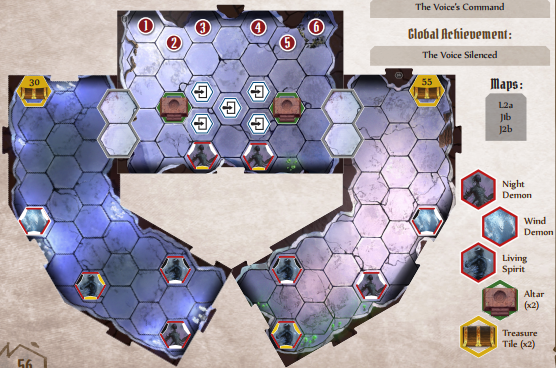 The Voice's Command
Global Achievement:
The Voice Silenced
Maps:
L2a
J1b
J2b
1
2
3
4
5
6
30
55
Night
Demon
Wind
Demon
Living
Spirit
Altar
(x2)
Treasure
Tile (x2)
56